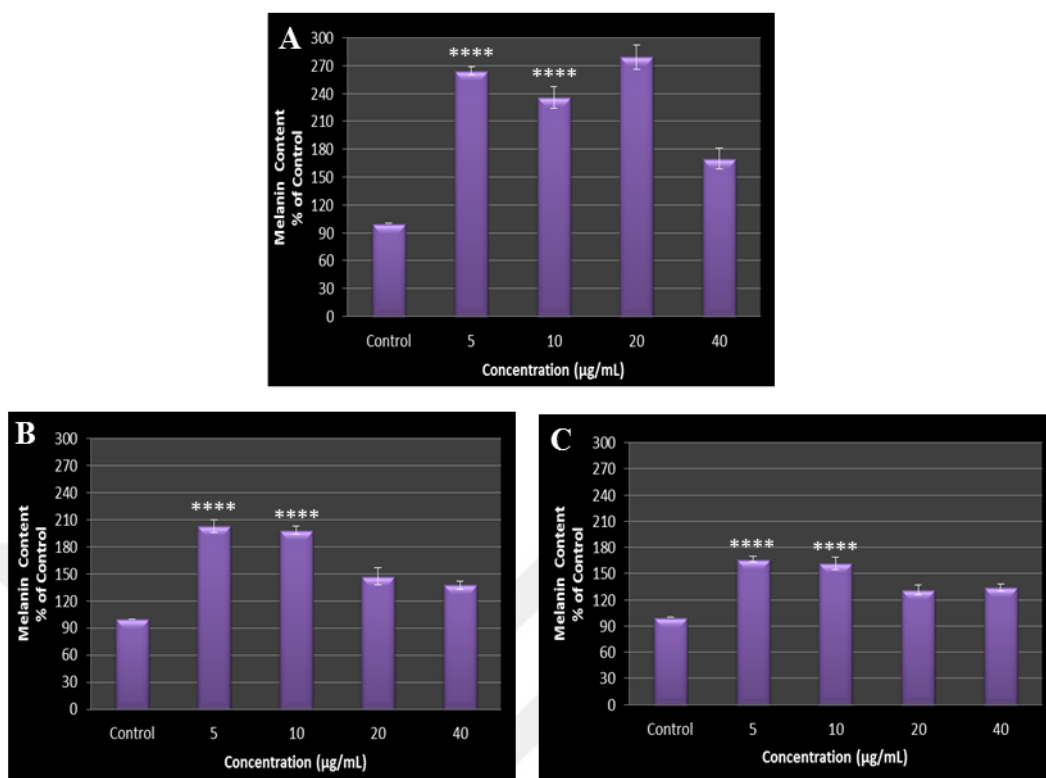 A
300
270
240
210
180
150
120
90
60
30
0
Melanin Content
% of Control
****
****
Control 5 10 20 40
Concentration (µg/mL)
B
300
270
240
210
180
150
120
90
60
30
0
Melanin Content
% of Control
****
****
Control 5 10 20 40
Concentration (µg/mL)
C
300
270
240
210
180
150
120
90
60
30
0
Melanin Content
% of Control
****
****
Control 5 10 20 40
Concentration (µg/mL)